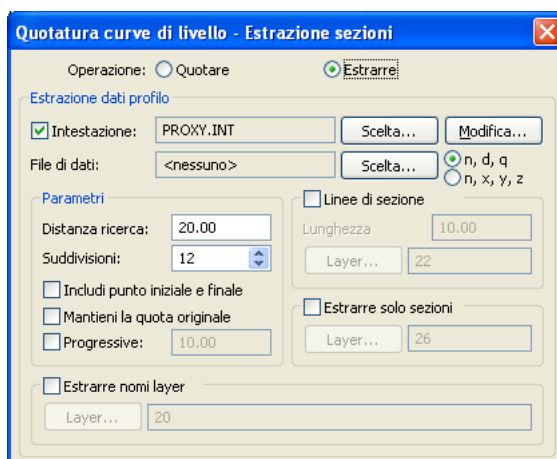 Quotatura curve di livello - Estrazione sezioni
Operazione: Quotare Estrarre
Estrazione dati profilo
Intestazione: PROXY.INT Scelta... Modifica...
File di dati: <nessuno> Scelta... n, d, q
n, x, y, z
Parametri
Distanza ricerca: 20.00
Suddivisioni: 12
Includi punto iniziale e finale
Mantieni la quota originale
Progressive: 10.00
Linee di sezione
Lunghezza 10.00
Layer... 22
Estrarre solo sezioni
Layer... 26
Estrarre nomi layer
Layer... 20